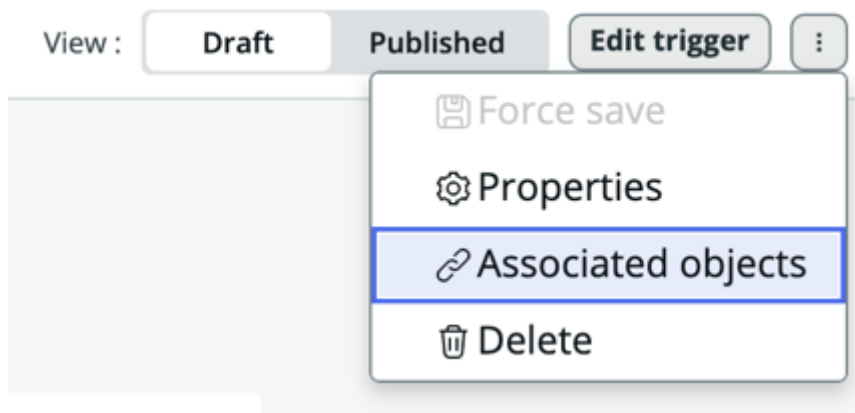 View : Draft Published Edit trigger
Force save
Properties
Associated objects
Delete